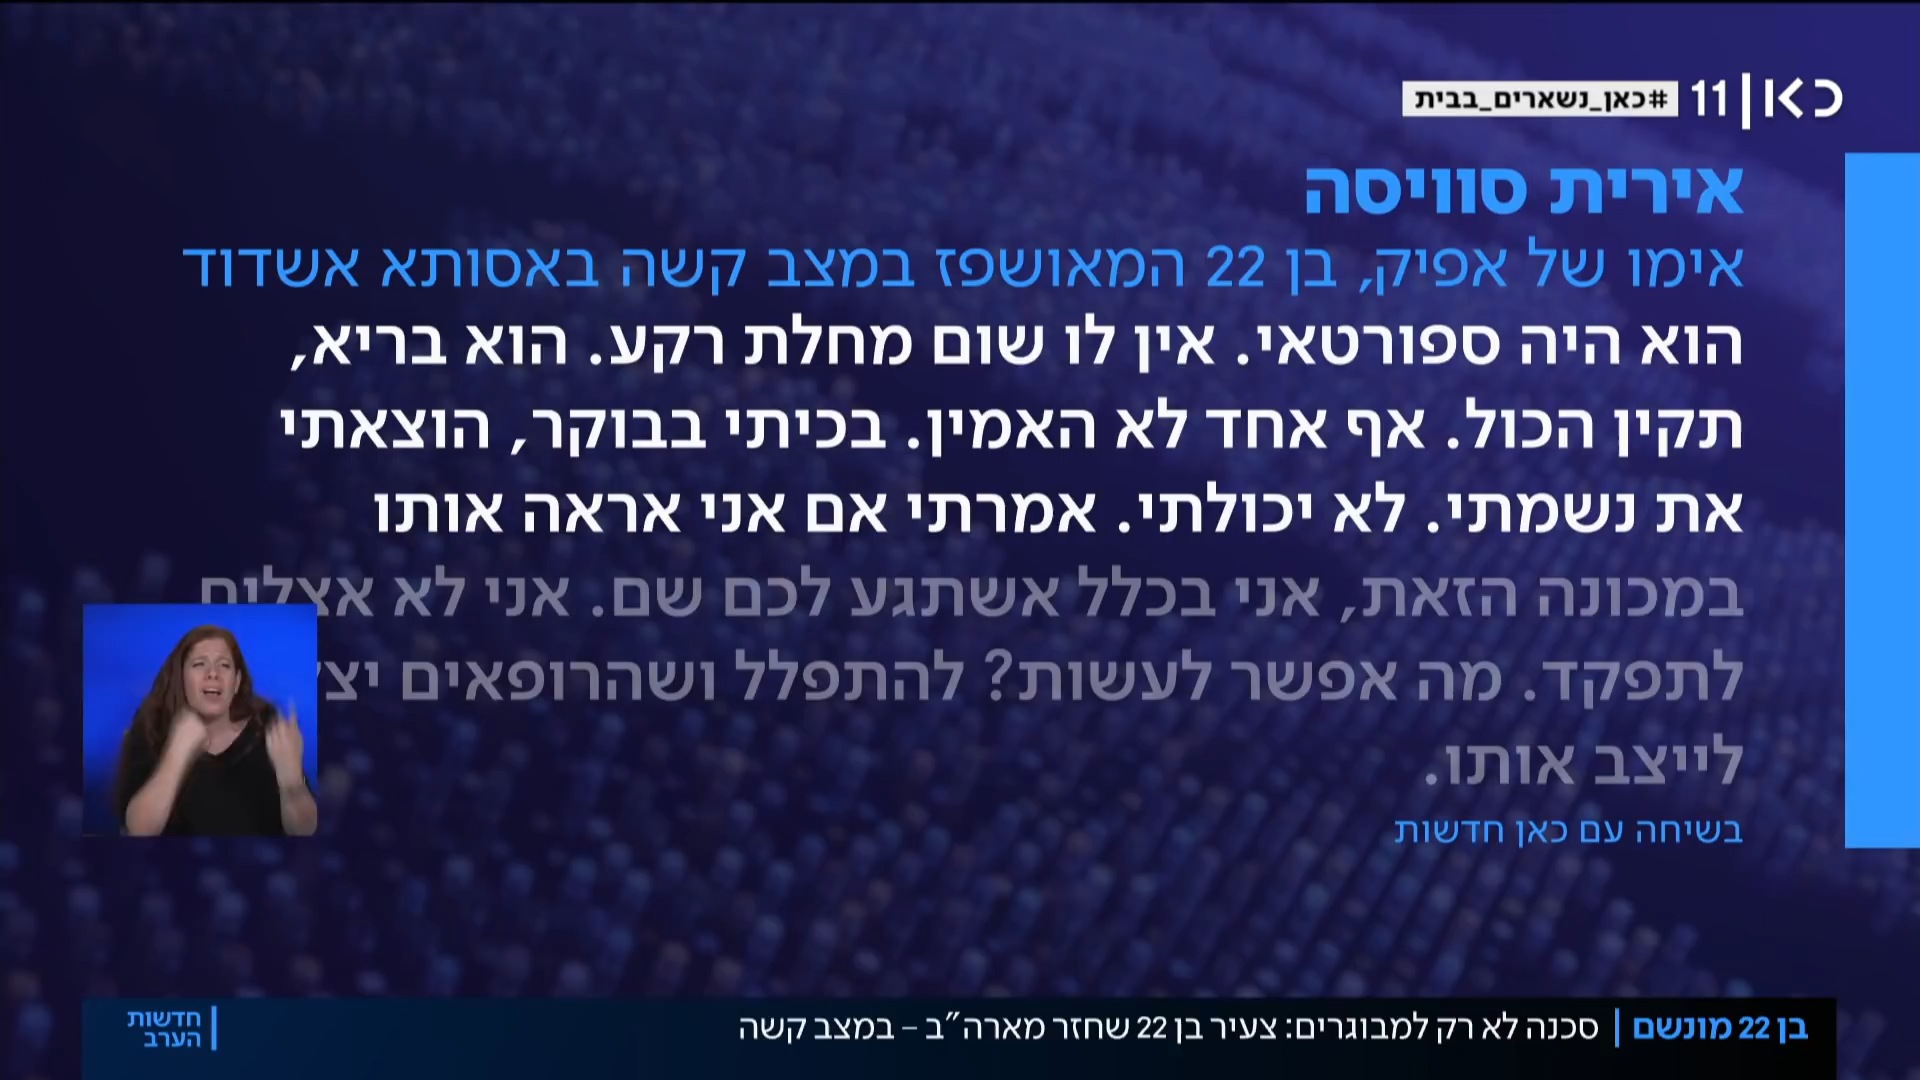 כאן 11
#כאן_נשארים_בבית
אירית סוויסה
אימו של אפיק, בן 22 המאושפז במצב קשה באסותא אשדוד
הוא היה ספורטאי. אין לו שום מחלת רקע. הוא בריא,
תקין הכול. אף אחד לא האמין. בכיתי בבוקר, הוצאתי
את נשמתי. לא יכולתי. אמרתי אם אני אראה אותו
במכונה הזאת, אני בכלל אשתגע לכם שם. אני לא אצליח
לתפקד. מה אפשר לעשות? להתפלל ושהרופאים
לייצב אותו.
בשיחה עם כאן חדשות
בן 22 מונשם | סכנה לא רק למבוגרים: צעיר בן 22 שחזר מארה״ב – במצב קשה
חדשות
הערב